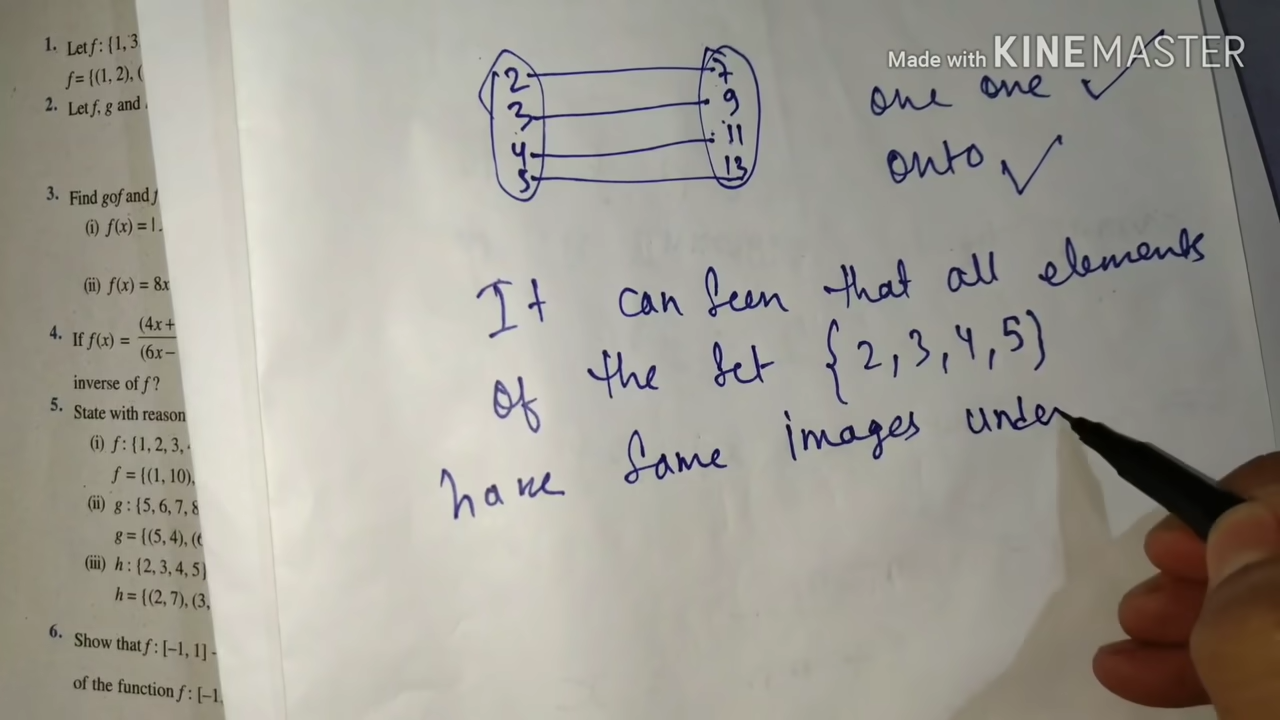 1. Let f : {1, 3
f = {(1, 2), (
2. Let f, g and
3. Find gof and f
(i) f(x) = |
(ii) f(x) = 8x
4. If f(x) = (4x+
(6x–
inverse of f?
5. State with reason
(i) f : {1, 2, 3,
f = {(1, 10),
(ii) g : {5, 6, 7, 8
g = {(5, 4), (6
(iii) h : {2, 3, 4, 5}
h = {(2, 7), (3,
6. Show that f : [–1, 1]
of the function f : [–1,
Made with KINEMASTER
2 7
3 9
4 11
5 13
one one ✓
onto ✓
It can seen that all elements
of the set {2, 3, 4, 5}
have same images under